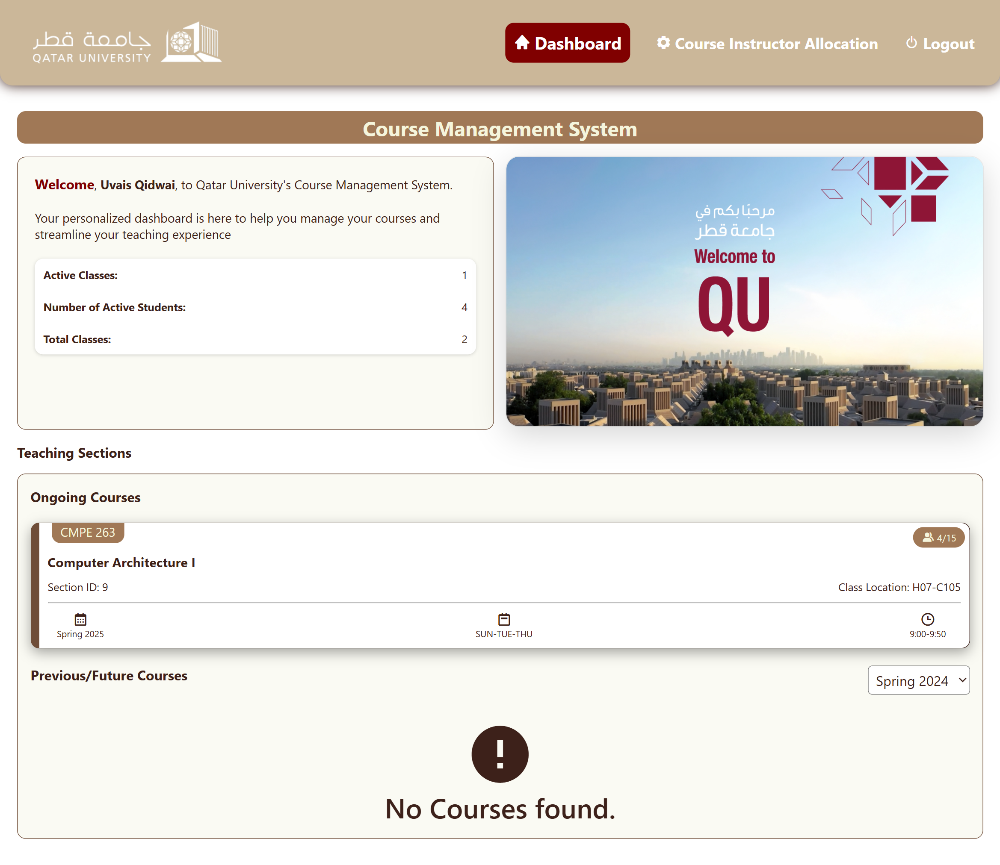 جامعة قطر
QATAR UNIVERSITY
Dashboard
Course Instructor Allocation
Logout
Course Management System
Welcome, Uvais Qidwai, to Qatar University's Course Management System.
Your personalized dashboard is here to help you manage your courses and
streamline your teaching experience
Active Classes: 1
Number of Active Students: 4
Total Classes: 2
مرحبًا بكم في
جامعة قطر
Welcome to
QU
Teaching Sections
Ongoing Courses
CMPE 263
4/15
Computer Architecture I
Section ID: 9
Class Location: H07-C105
Spring 2025
SUN-TUE-THU
9:00-9:50
Previous/Future Courses
Spring 2024
No Courses found.